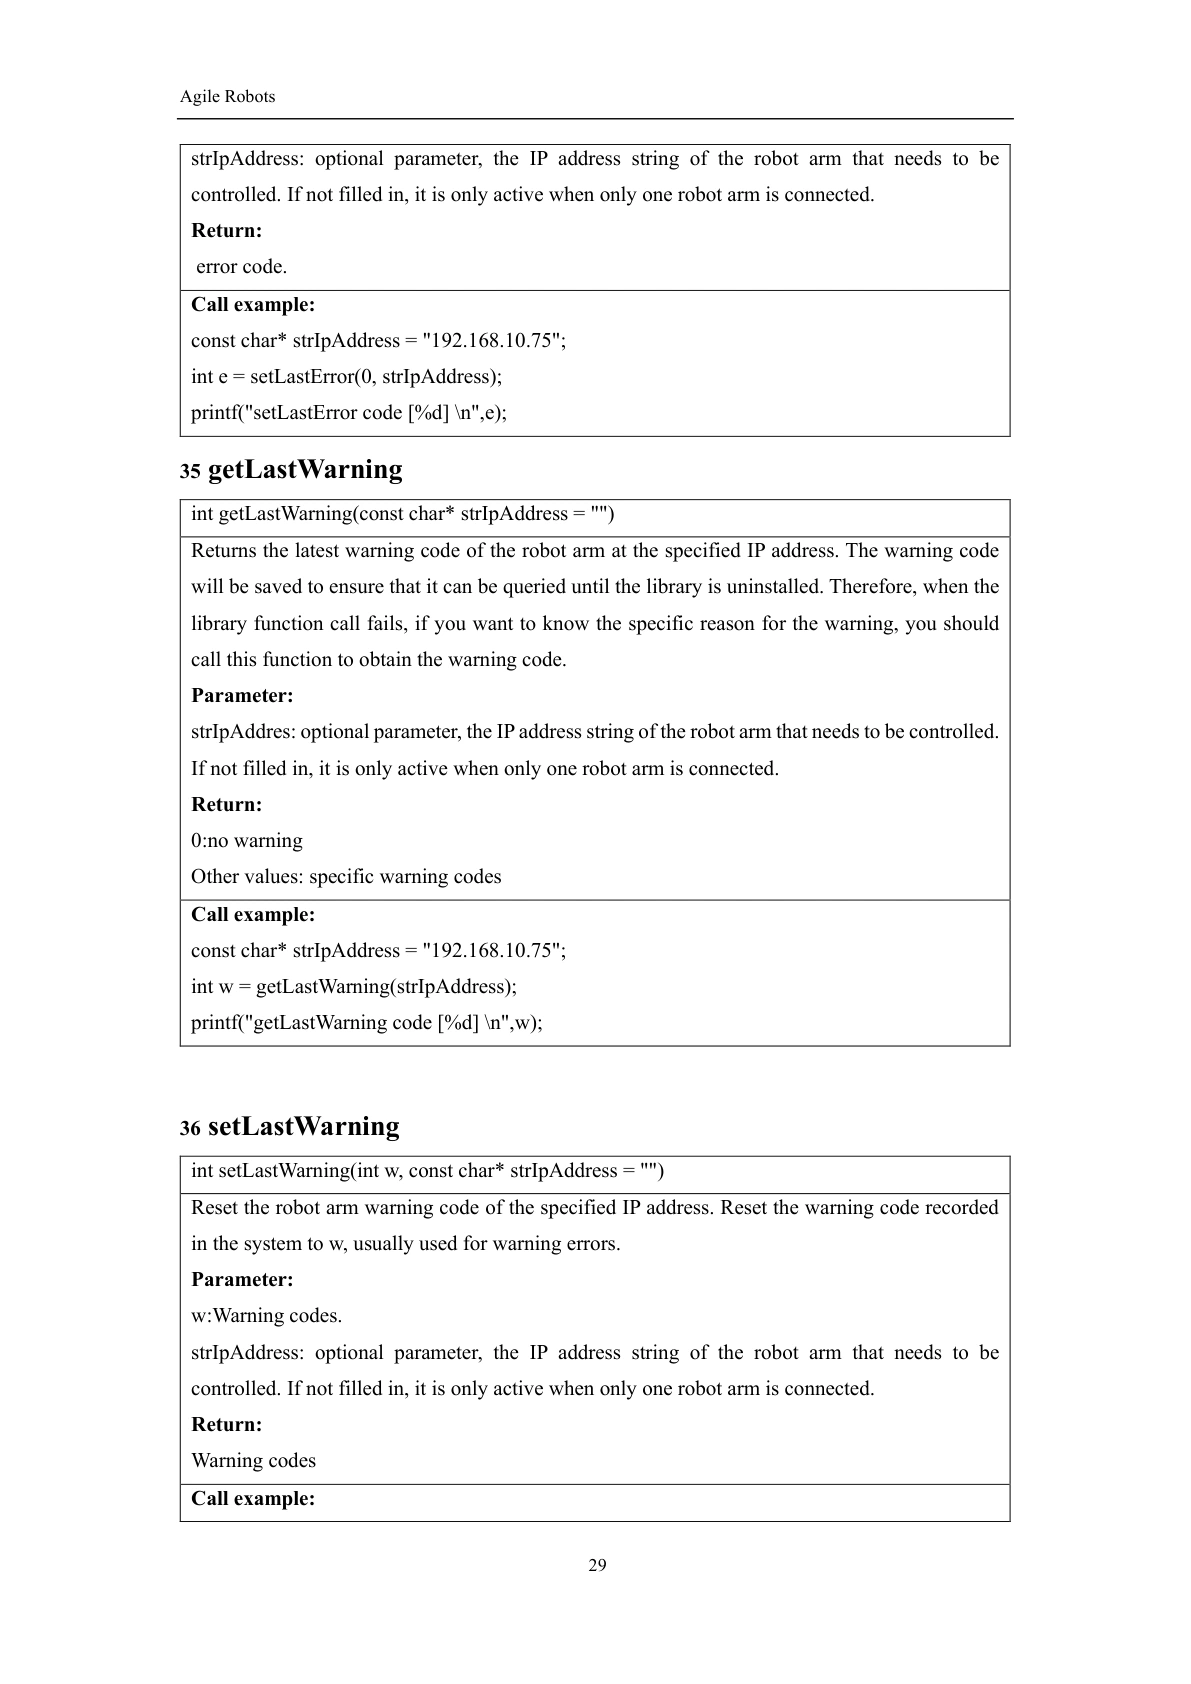 Agile Robots
strIpAddress: optional parameter, the IP address string of the robot arm that needs to be
controlled. If not filled in, it is only active when only one robot arm is connected.
Return:
error code.
Call example:
const char* strIpAddress = "192.168.10.75";
int e = setLastError(0, strIpAddress);
printf("setLastError code [%d] \n",e);
35 getLastWarning
int getLastWarning(const char* strIpAddress = "")
Returns the latest warning code of the robot arm at the specified IP address. The warning code
will be saved to ensure that it can be queried until the library is uninstalled. Therefore, when the
library function call fails, if you want to know the specific reason for the warning, you should
call this function to obtain the warning code.
Parameter:
strIpAddres: optional parameter, the IP address string of the robot arm that needs to be controlled.
If not filled in, it is only active when only one robot arm is connected.
Return:
0:no warning
Other values: specific warning codes
Call example:
const char* strIpAddress = "192.168.10.75";
int w = getLastWarning(strIpAddress);
printf("getLastWarning code [%d] \n",w);
36 setLastWarning
int setLastWarning(int w, const char* strIpAddress = "")
Reset the robot arm warning code of the specified IP address. Reset the warning code recorded
in the system to w, usually used for warning errors.
Parameter:
w:Warning codes.
strIpAddress: optional parameter, the IP address string of the robot arm that needs to be
controlled. If not filled in, it is only active when only one robot arm is connected.
Return:
Warning codes
Call example:
29